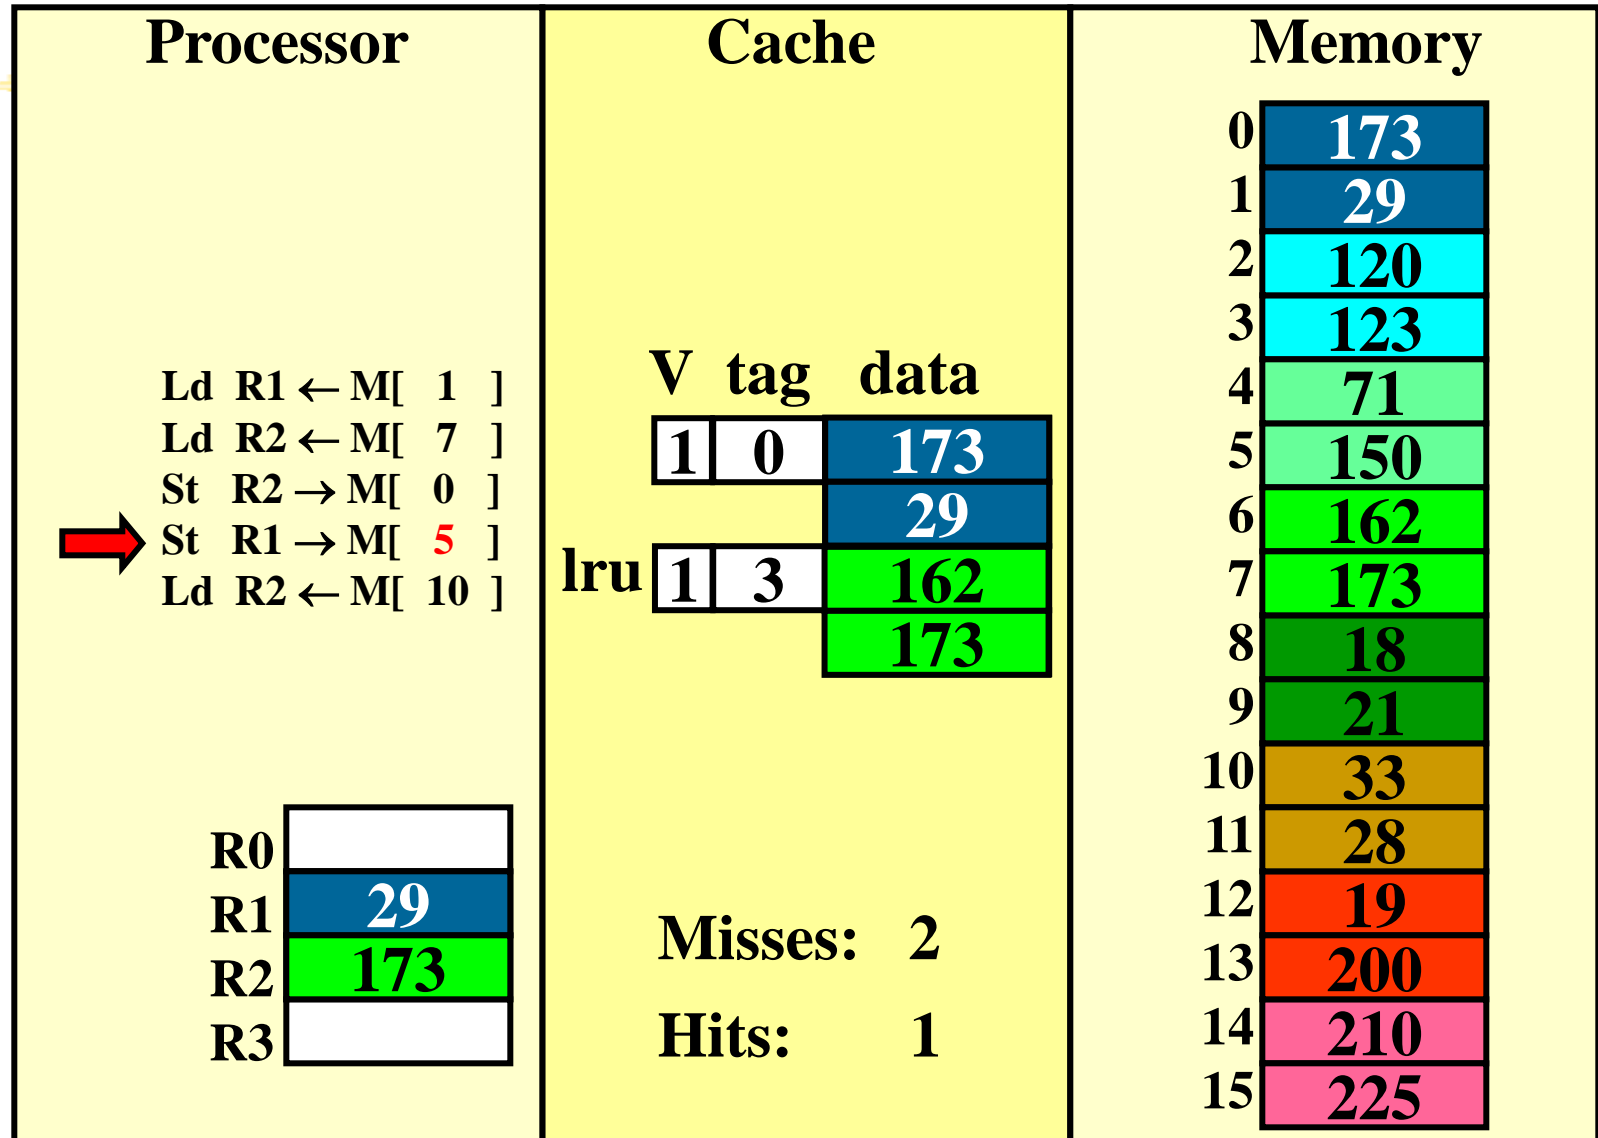 Processor
Cache
Memory
Ld R1 ← M[ 1 ]
Ld R2 ← M[ 7 ]
St R2 → M[ 0 ]
St R1 → M[ 5 ]
Ld R2 ← M[ 10 ]
R0
R1 29
R2 173
R3
V tag data
1 0 173
29
lru 1 3 162
173
Misses: 2
Hits: 1
0 173
1 29
2 120
3 123
4 71
5 150
6 162
7 173
8 18
9 21
10 33
11 28
12 19
13 200
14 210
15 225